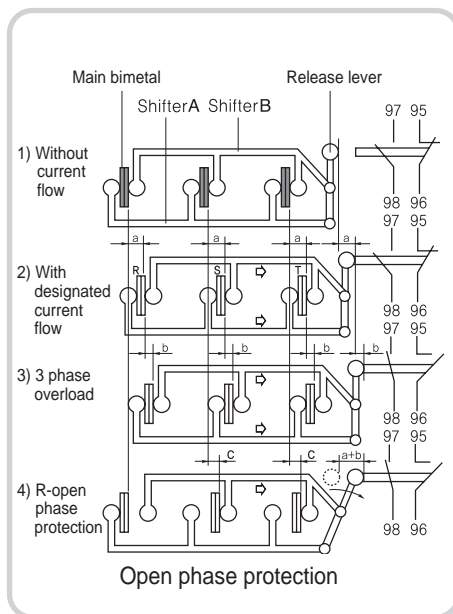 Main bimetal
Release lever
ShifterA ShifterB
97 95
1) Without
current
flow
98 96
97 95
a a a a
R S T
2) With
designated
current
flow
98 96
97 95
b b b b
3) 3 phase
overload
98 96
97 95
C C a+b
4) R-open
phase
protection
98 96
Open phase protection